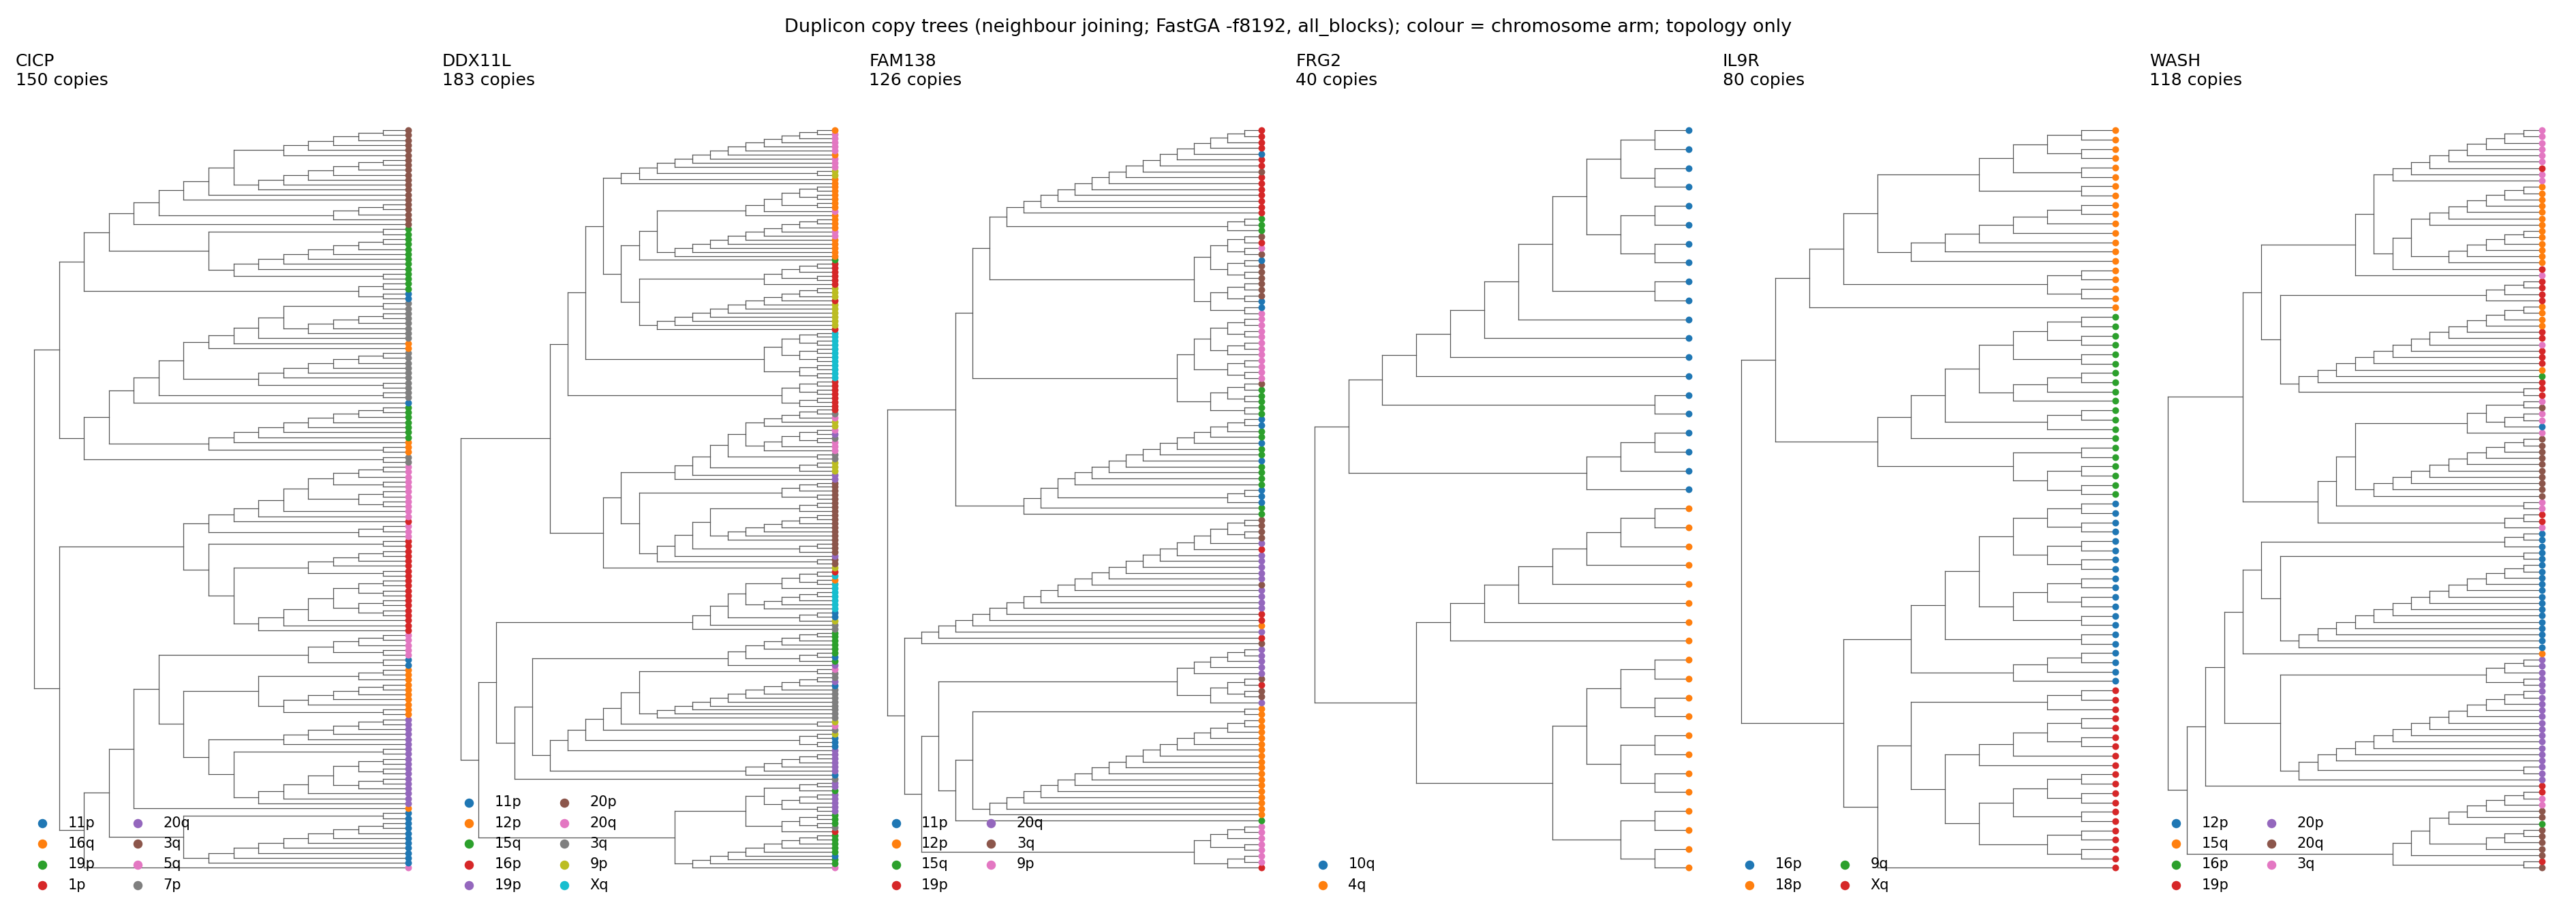 Duplicon copy trees (neighbour joining; FastGA -f8192, all_blocks); colour = chromosome arm; topology only
CICP
150 copies
11p
16q
19p
1p
20q
3q
5q
7p
DDX11L
183 copies
11p
12p
15q
16p
19p
20p
20q
3q
9p
Xq
FAM138
126 copies
11p
12p
15q
19p
20q
3q
9p
FRG2
40 copies
10q
4q
IL9R
80 copies
16p
18p
9q
Xq
WASH
118 copies
12p
15q
16p
19p
20p
20q
3q